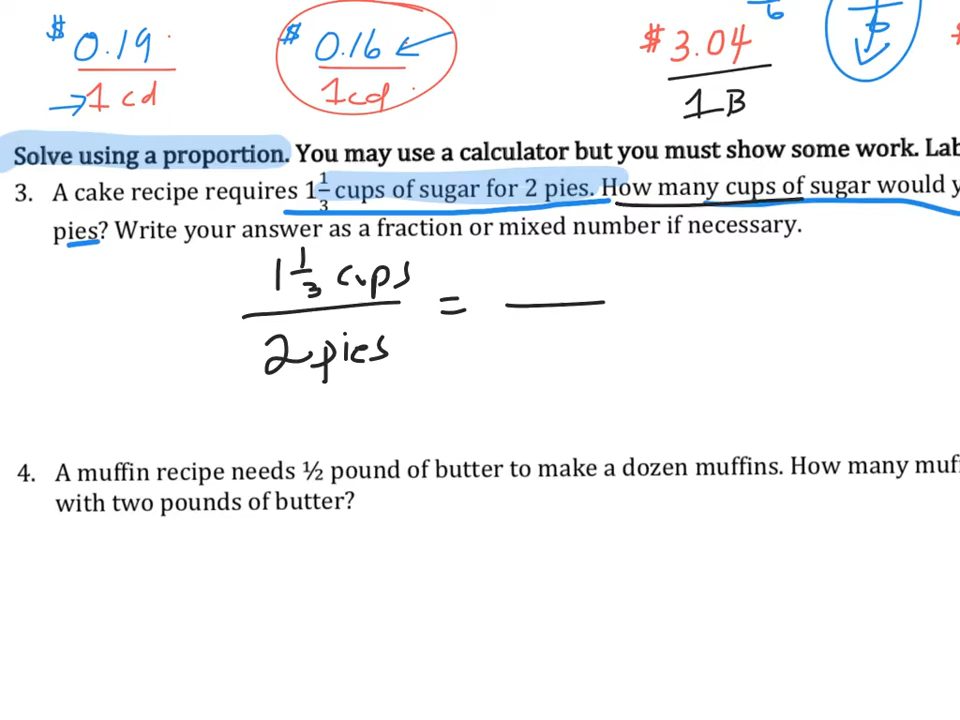 $ 0.19 $ 0.16 $ 3.04 6
1 cd 1cd 1 B
Solve using a proportion. You may use a calculator but you must show some work. Lab
3. A cake recipe requires 1 1/3 cups of sugar for 2 pies. How many cups of sugar would y
pies? Write your answer as a fraction or mixed number if necessary.
1 1/3 cups =
2 pies
4. A muffin recipe needs ½ pound of butter to make a dozen muffins. How many muf
with two pounds of butter?